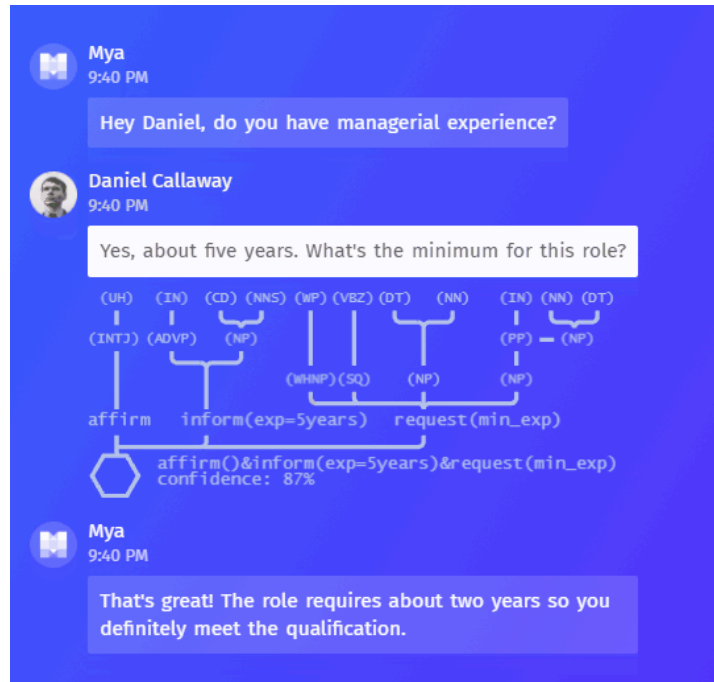 Mya
9:40 PM
Hey Daniel, do you have managerial experience?
Daniel Callaway
9:40 PM
Yes, about five years. What's the minimum for this role?
(UH) (IN) (CD) (NNS) (WP) (VBZ) (DT) (NN) (IN) (NN) (DT)
(INTJ) (ADVP) (NP) (PP) (NP)
(WHNP) (SQ) (NP) (NP)
affirm inform(exp=5years) request(min_exp)
affirm()&inform(exp=5years)&request(min_exp)
confidence: 87%
Mya
9:40 PM
That's great! The role requires about two years so you
definitely meet the qualification.